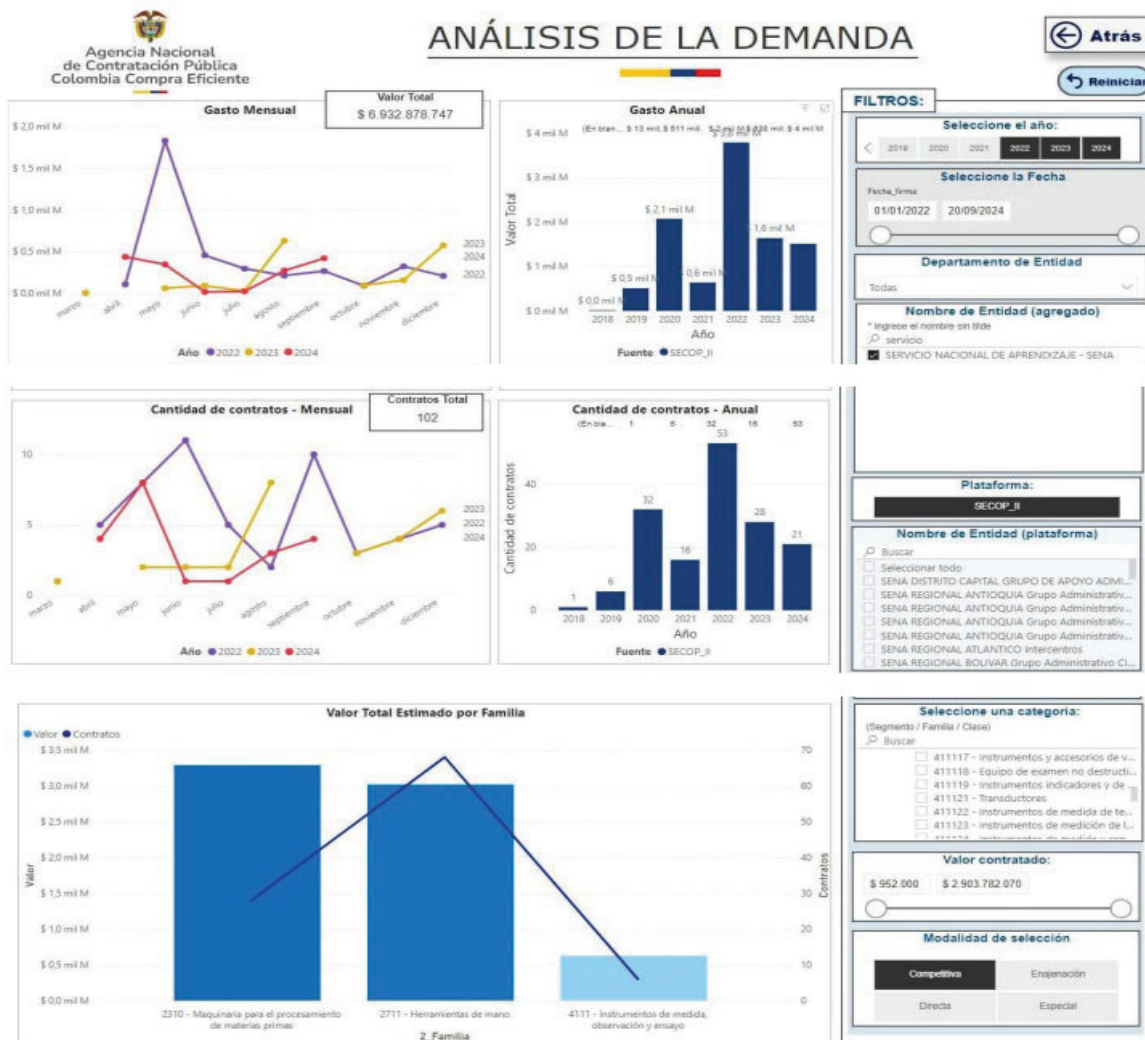 Agencia Nacional
de Contratación Pública
Colombia Compra Eficiente
ANÁLISIS DE LA DEMANDA
Atrás
Reiniciar
Gasto Mensual
Valor Total
$ 6.932.878.747
$ 2,0 mil M
$ 1,5 mil M
$ 1,0 mil M
$ 0,5 mil M
$ 0,0 mil M
2023
2024
2022
marzo
abril
mayo
junio
julio
agosto
septiembre
octubre
noviembre
diciembre
Año 2022 2023 2024
Gasto Anual
(En blan... $ 13 mil. $ 611 mil.
$ 4 mil M
$ 3 mil M
$ 2 mil M
$ 1 mil M
$ 0 mil M
Valor Total
$ 0,0 mil M
$ 0,5 mil M
$ 2,1 mil M
$ 0,6 mil M
$ 3,8 mil M
$ 1,6 mil M
2018 2019 2020 2021 2022 2023 2024
Año
Fuente SECOP_II
FILTROS:
Seleccione el año:
2020 2021 2022 2023 2024
Seleccione la Fecha
Fecha_firma
01/01/2022 20/09/2024
Departamento de Entidad
Todas
Nombre de Entidad (agregado)
* Ingrese el nombre sin tilde
servicio
SERVICIO NACIONAL DE APRENDIZAJE - SENA
Cantidad de contratos - Mensual
Contratos Total
102
10
5
0
2023
2022
2024
marzo
abril
mayo
junio
julio
agosto
septiembre
octubre
noviembre
diciembre
Año 2022 2023 2024
Cantidad de contratos - Anual
(En bla... 1 6 32 16 53
Cantidad de contratos
40
20
0
1
6
32
16
53
28
21
2018 2019 2020 2021 2022 2023 2024
Año
Fuente SECOP_II
Plataforma:
SECOP_II
Nombre de Entidad (plataforma)
Buscar
Seleccionar todo
SENA DISTRITO CAPITAL GRUPO DE APOYO ADMI...
SENA REGIONAL ANTIOQUIA Grupo Administrativ...
SENA REGIONAL ANTIOQUIA Grupo Administrativ...
SENA REGIONAL ANTIOQUIA Grupo Administrativ...
SENA REGIONAL ANTIOQUIA Grupo Administrativ...
SENA REGIONAL ATLANTICO Intercentros
SENA REGIONAL BOLIVAR Grupo Administrativo Ci...
Valor Total Estimado por Familia
Valor Contratos
$ 3,5 mil M
$ 3,0 mil M
$ 2,5 mil M
$ 2,0 mil M
$ 1,5 mil M
$ 1,0 mil M
$ 0,5 mil M
$ 0,0 mil M
Valor
70
60
50
40
30
20
10
0
Contratos
2310 - Maquinaria para el procesamiento
de materias primas
2711 - Herramientas de mano
4111 - Instrumentos de medida,
observación y ensayo
2_Familia
Seleccione una categoría:
(Segmento / Familia / Clase)
Buscar
411117 - Instrumentos y accesorios de v...
411118 - Equipo de examen no destructi...
411119 - Instrumentos indicadores y de ...
411121 - Transductores
411122 - Instrumentos de medida de te...
411123 - Instrumentos de medición de l...
Valor contratado:
$ 952.000 $ 2.903.782.070
Modalidad de selección
Competitiva
Enajenación
Directa
Especial